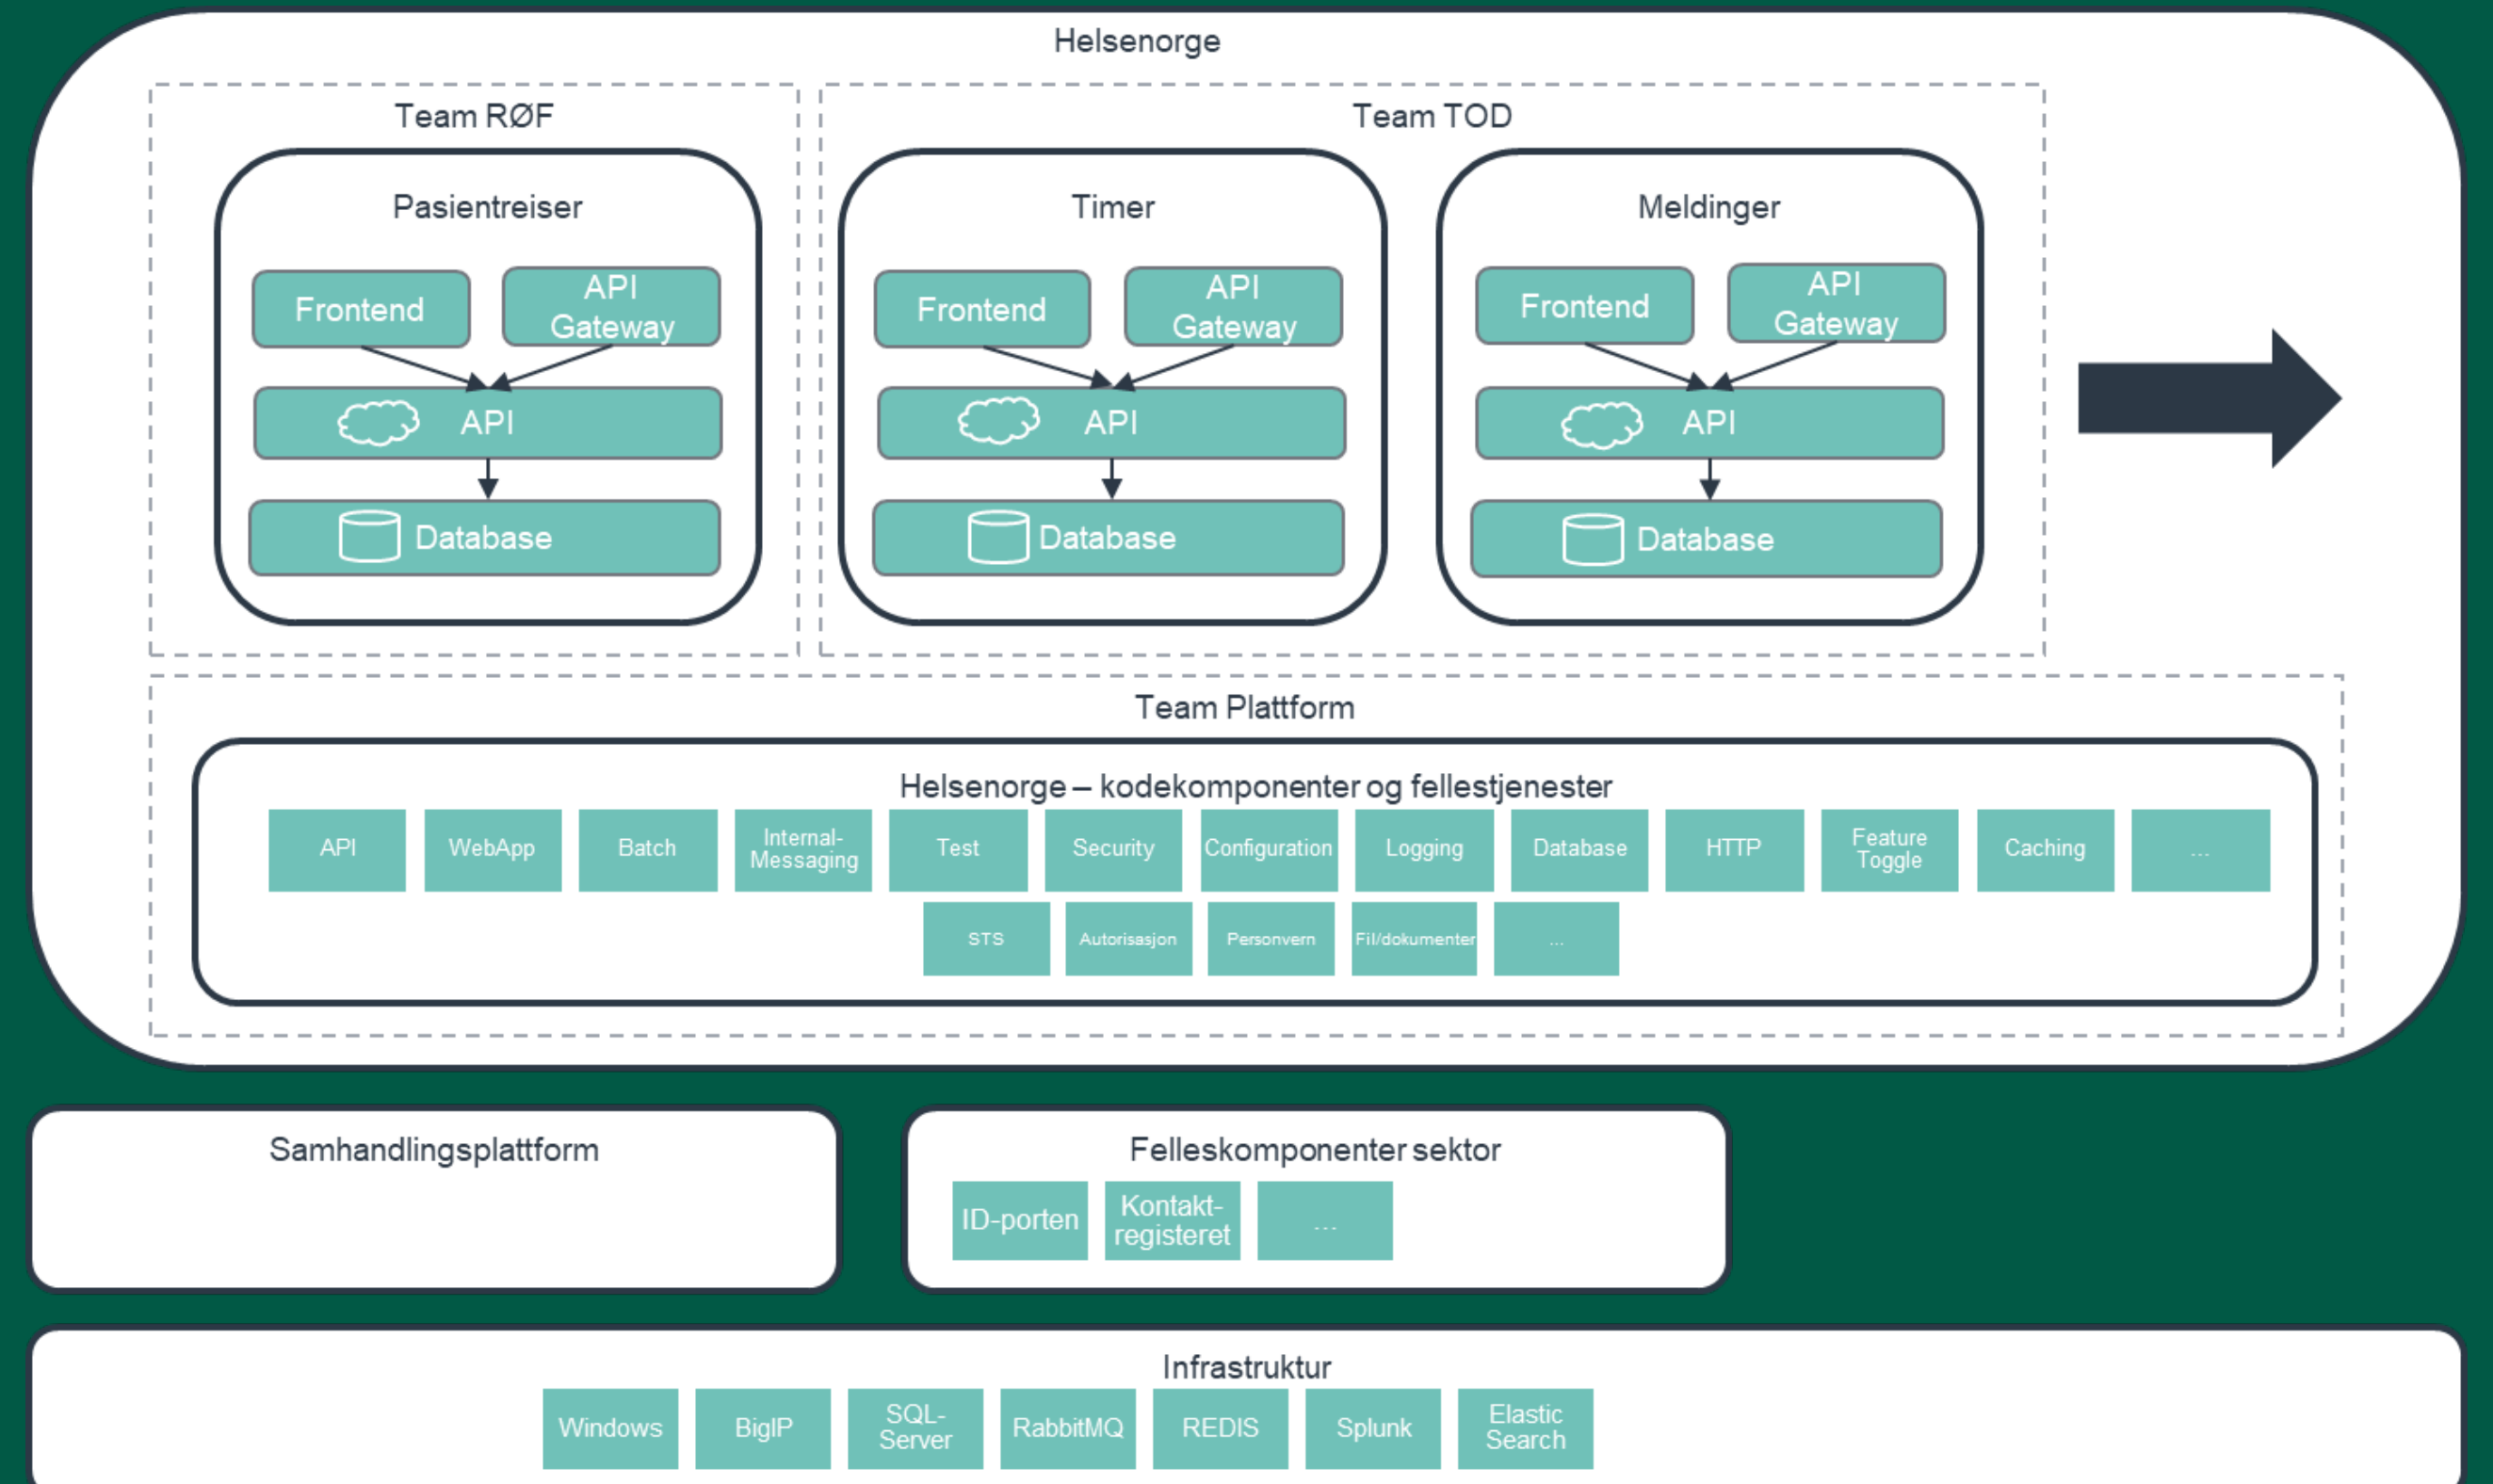 Helsenorge
Team RØF
Team TOD
Pasientreiser
Timer
Meldinger
Frontend
API
Gateway
API
Database
Frontend
API
Gateway
API
Database
Frontend
API
Gateway
API
Database
Team Plattform
Helsenorge – kodekomponenter og fellestjenester
API
WebApp
Batch
Internal-
Messaging
Test
Security
Configuration
Logging
Database
HTTP
Feature
Toggle
Caching
...
STS
Autorisasjon
Personvern
Fil/dokumenter
...
Samhandlingsplattform
Felleskomponenter sektor
ID-porten
Kontakt-
registeret
...
Infrastruktur
Windows
BigIP
SQL-
Server
RabbitMQ
REDIS
Splunk
Elastic
Search